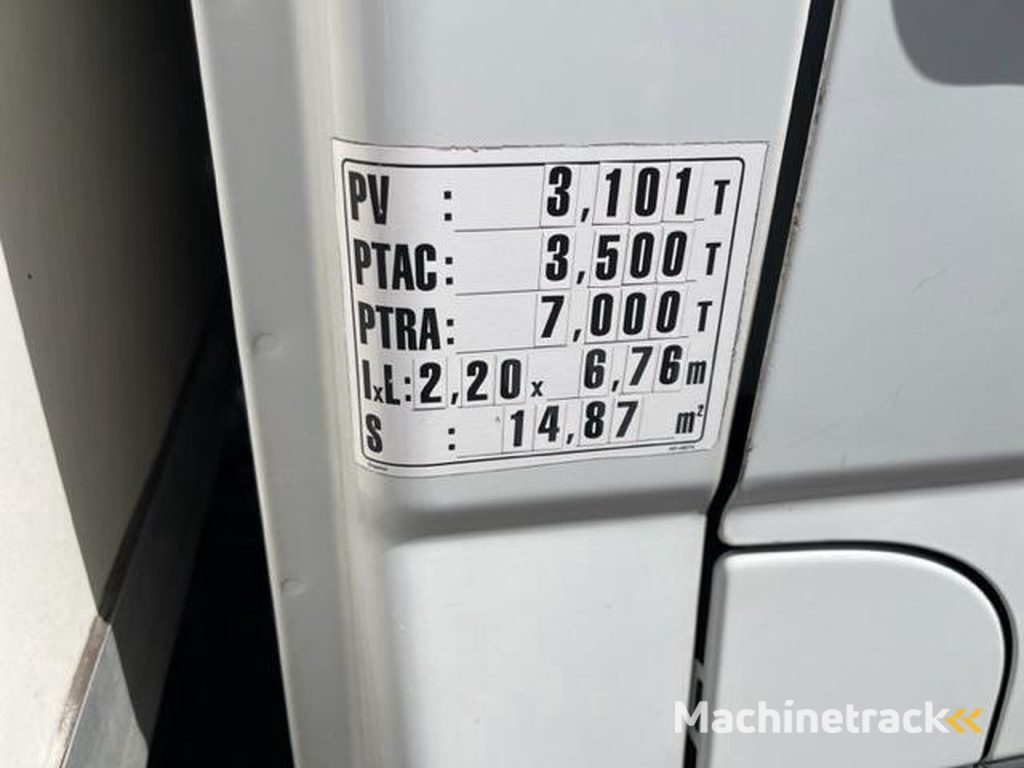 PV : 3,101 T
PTAC: 3,500 T
PTRA: 7,000 T
lxL: 2,20 x 6,76 m
S : 14,87 m²
Machinetrack